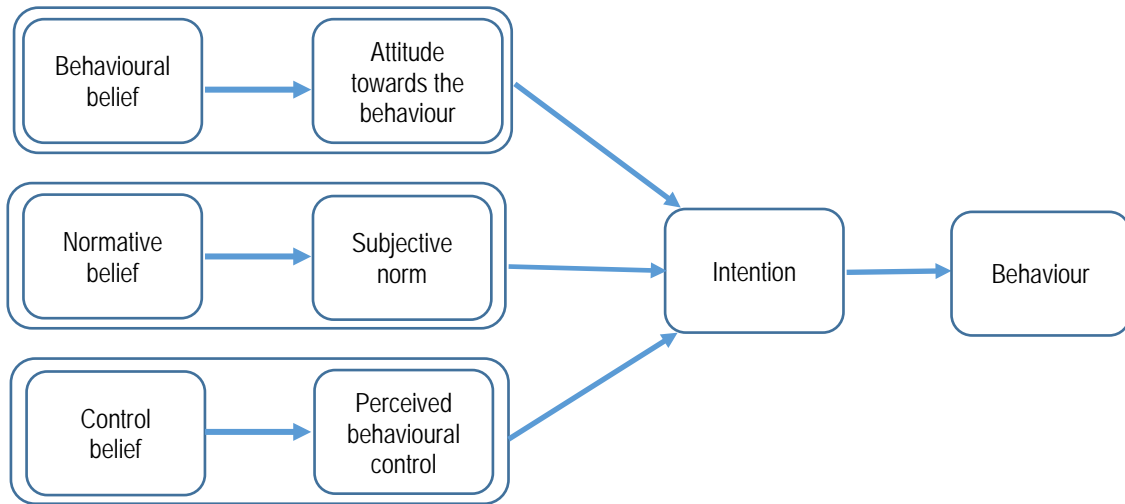 Behavioural
belief
Attitude
towards the
behaviour
Normative
belief
Subjective
norm
Intention
Behaviour
Control
belief
Perceived
behavioural
control